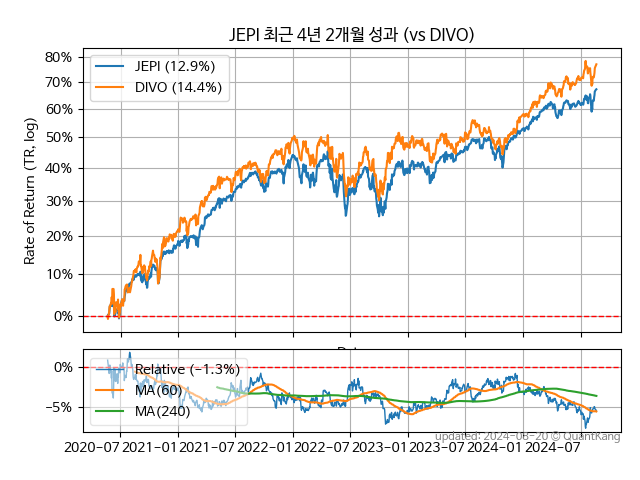 JEPI 최근 4년 2개월 성과 (vs DIVO)
JEPI (12.9%)
DIVO (14.4%)
Rate of Return (TR, log)
80%
70%
60%
50%
40%
30%
20%
10%
0%
Relative (−1.3%)
MA(60)
MA(240)
0%
−5%
2020-07
2021-01
2021-07
2022-01
2022-07
2023-01
2023-07
2024-01
2024-07
updated: 2024-08-20 © QuantKang